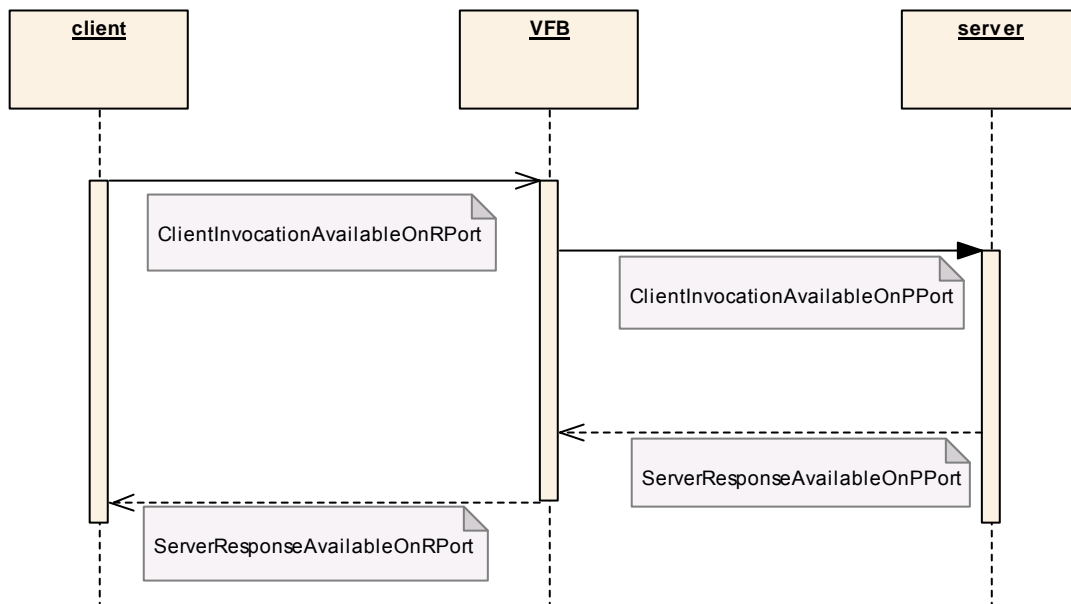 client
VFB
server
ClientInvocationAvailableOnRPort
ClientInvocationAvailableOnPPort
ServerResponseAvailableOnPPort
ServerResponseAvailableOnRPort